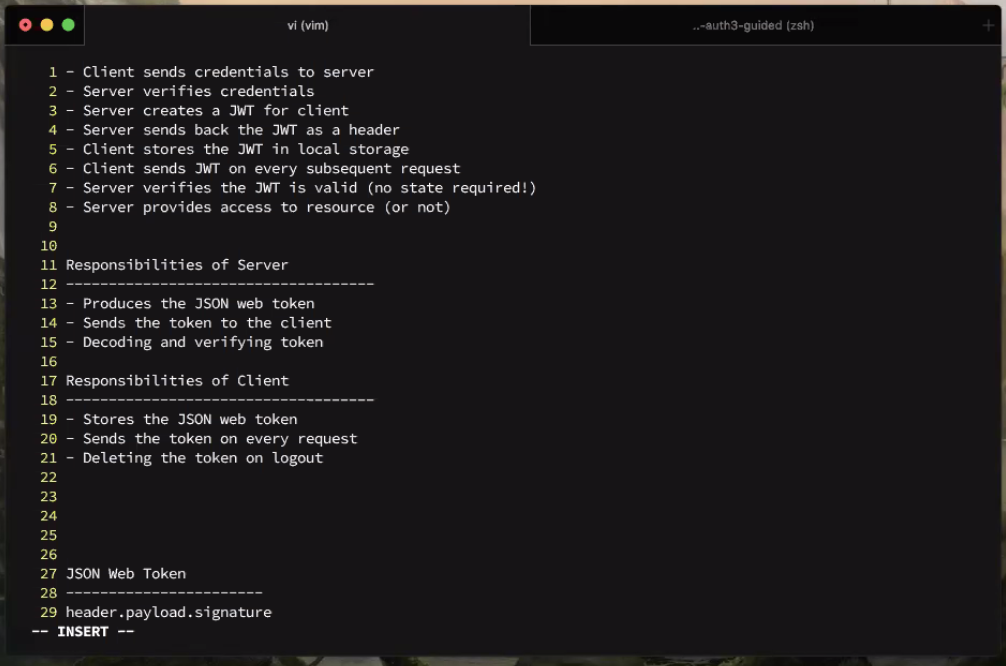 vi (vim)
..-auth3-guided (zsh)
+
1 - Client sends credentials to server
2 - Server verifies credentials
3 - Server creates a JWT for client
4 - Server sends back the JWT as a header
5 - Client stores the JWT in local storage
6 - Client sends JWT on every subsequent request
7 - Server verifies the JWT is valid (no state required!)
8 - Server provides access to resource (or not)
9
10
11 Responsibilities of Server
12 ------------------------------------
13 - Produces the JSON web token
14 - Sends the token to the client
15 - Decoding and verifying token
16
17 Responsibilities of Client
18 ------------------------------------
19 - Stores the JSON web token
20 - Sends the token on every request
21 - Deleting the token on logout
22
23
24
25
26
27 JSON Web Token
28 -----------------------
29 header.payload.signature
-- INSERT --